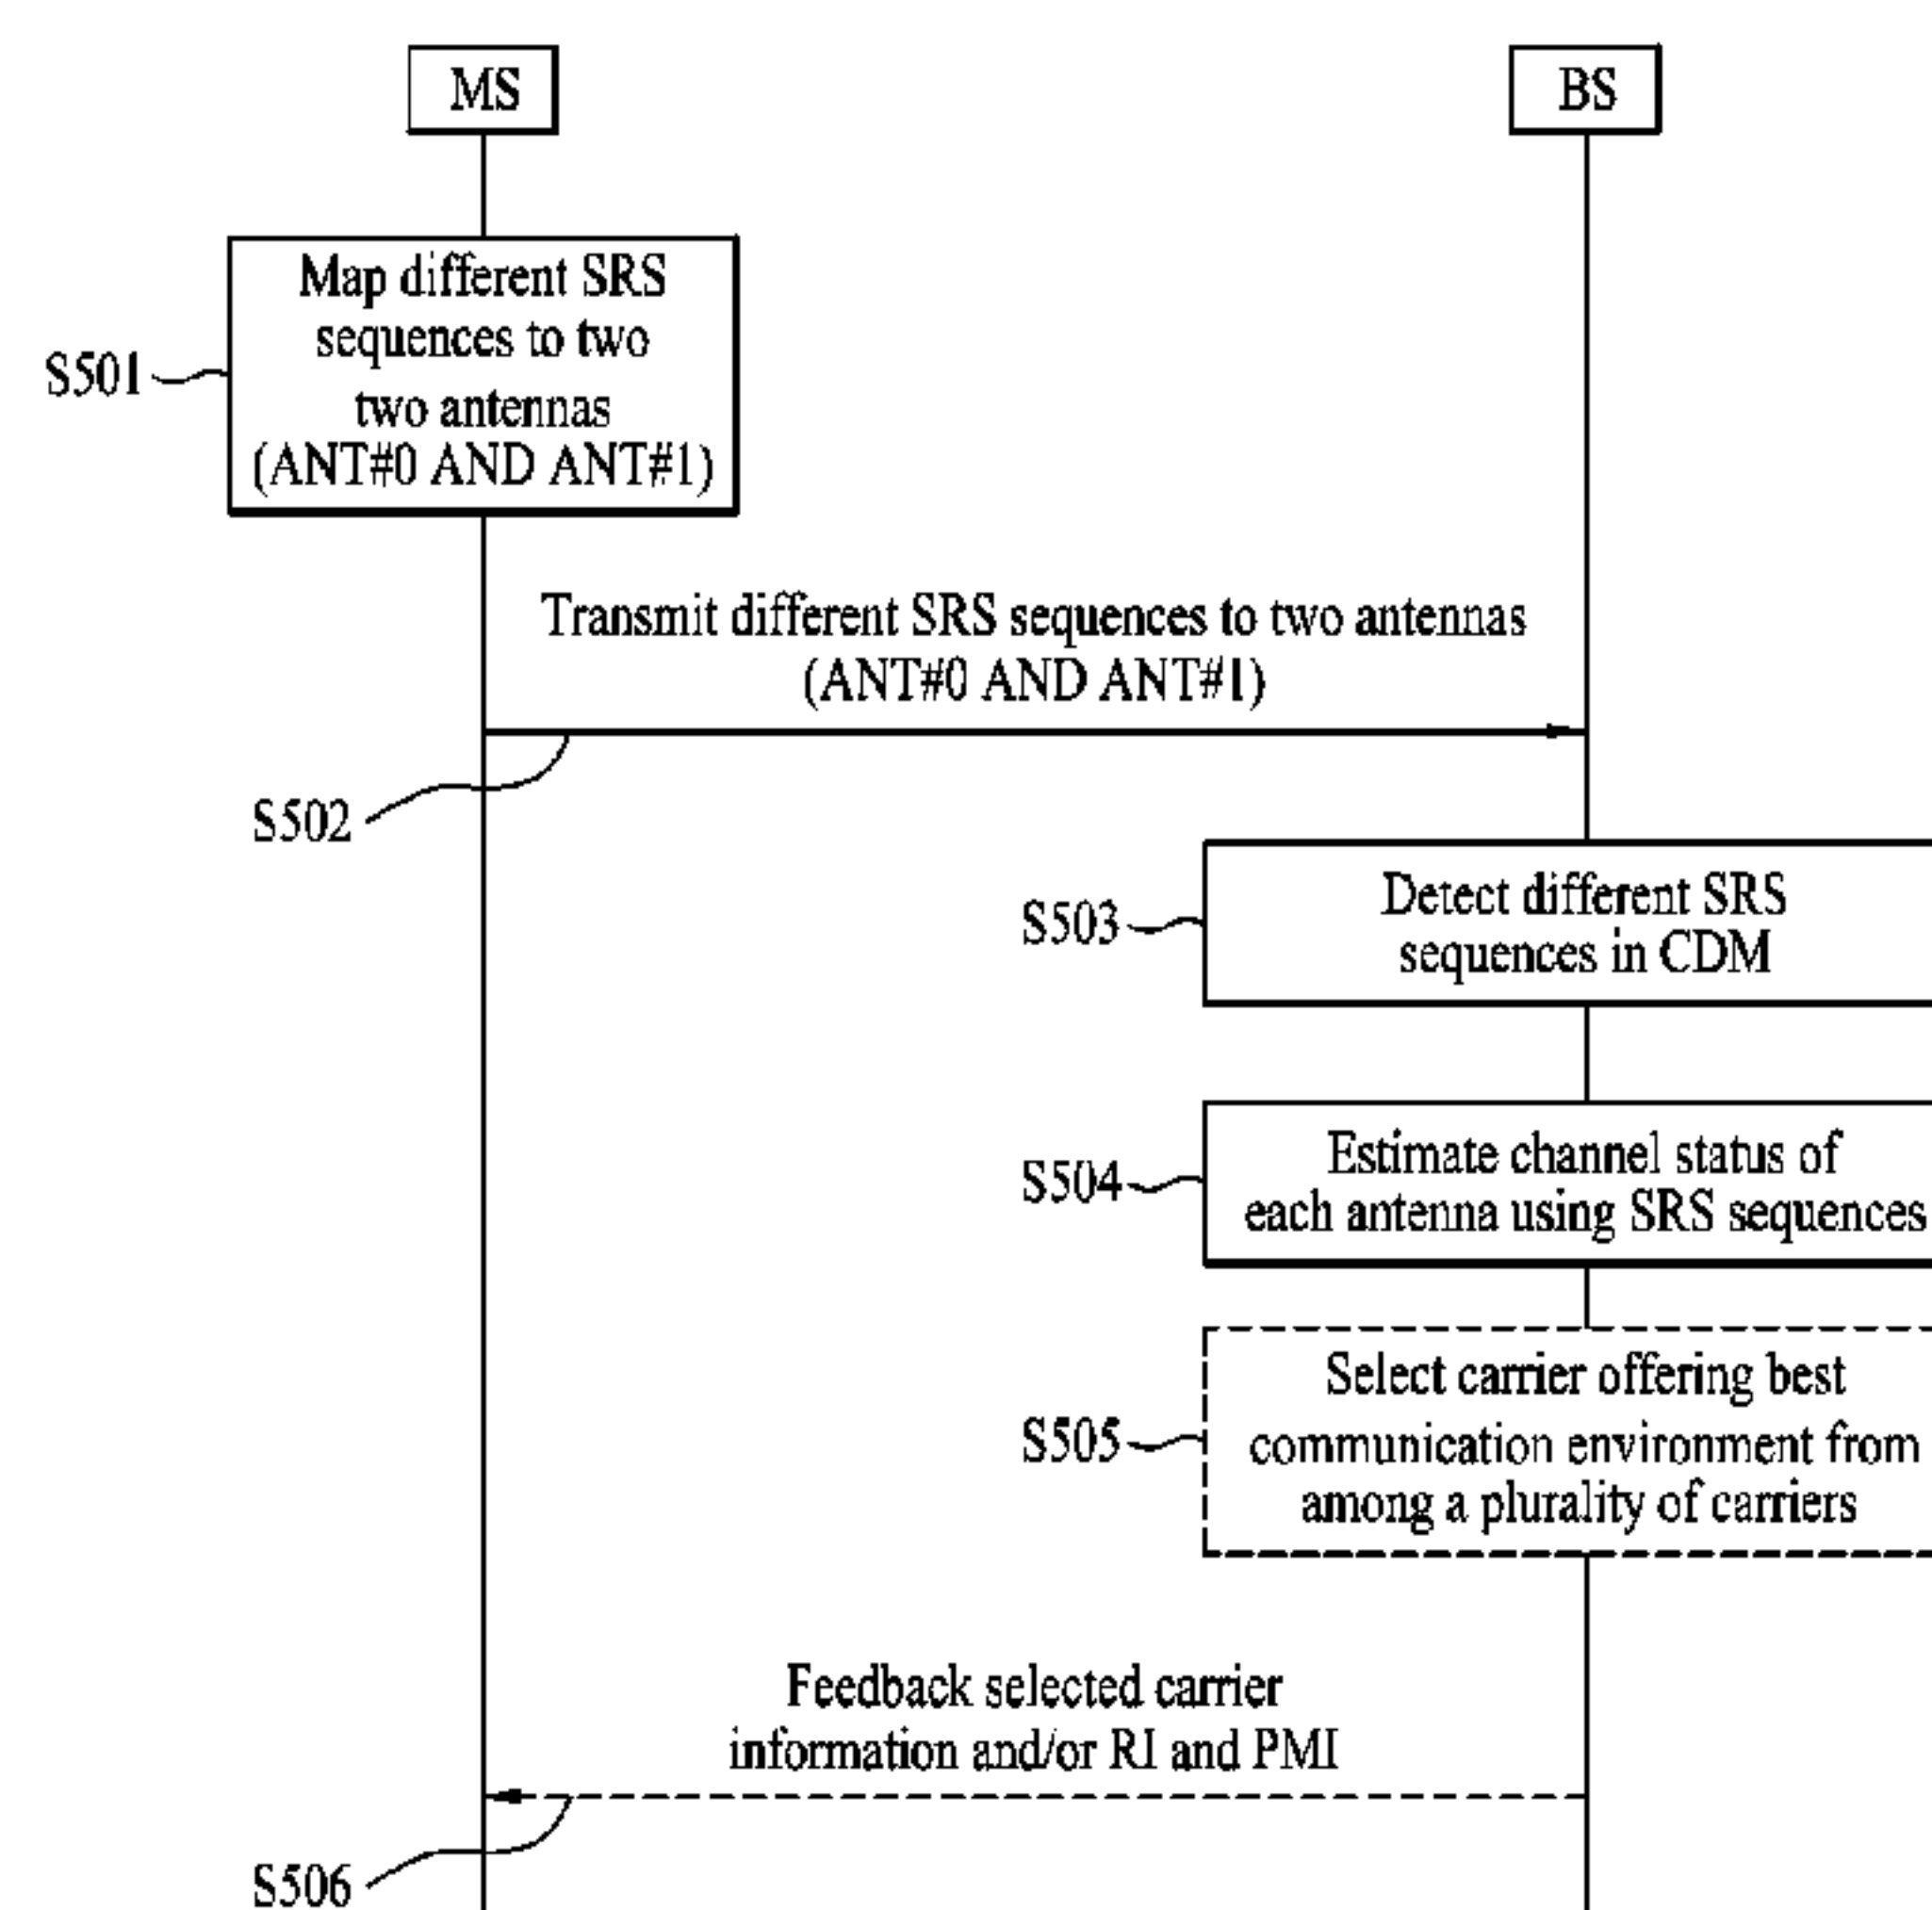 MS
BS
Map different SRS
sequences to two
two antennas
(ANT#0 AND ANT#1)
S501
Transmit different SRS sequences to two antennas
(ANT#0 AND ANT#1)
S502
Detect different SRS
sequences in CDM
S503
Estimate channel status of
each antenna using SRS sequences
S504
Select carrier offering best
communication environment from
among a plurality of carriers
S505
Feedback selected carrier
information and/or RI and PMI
S506